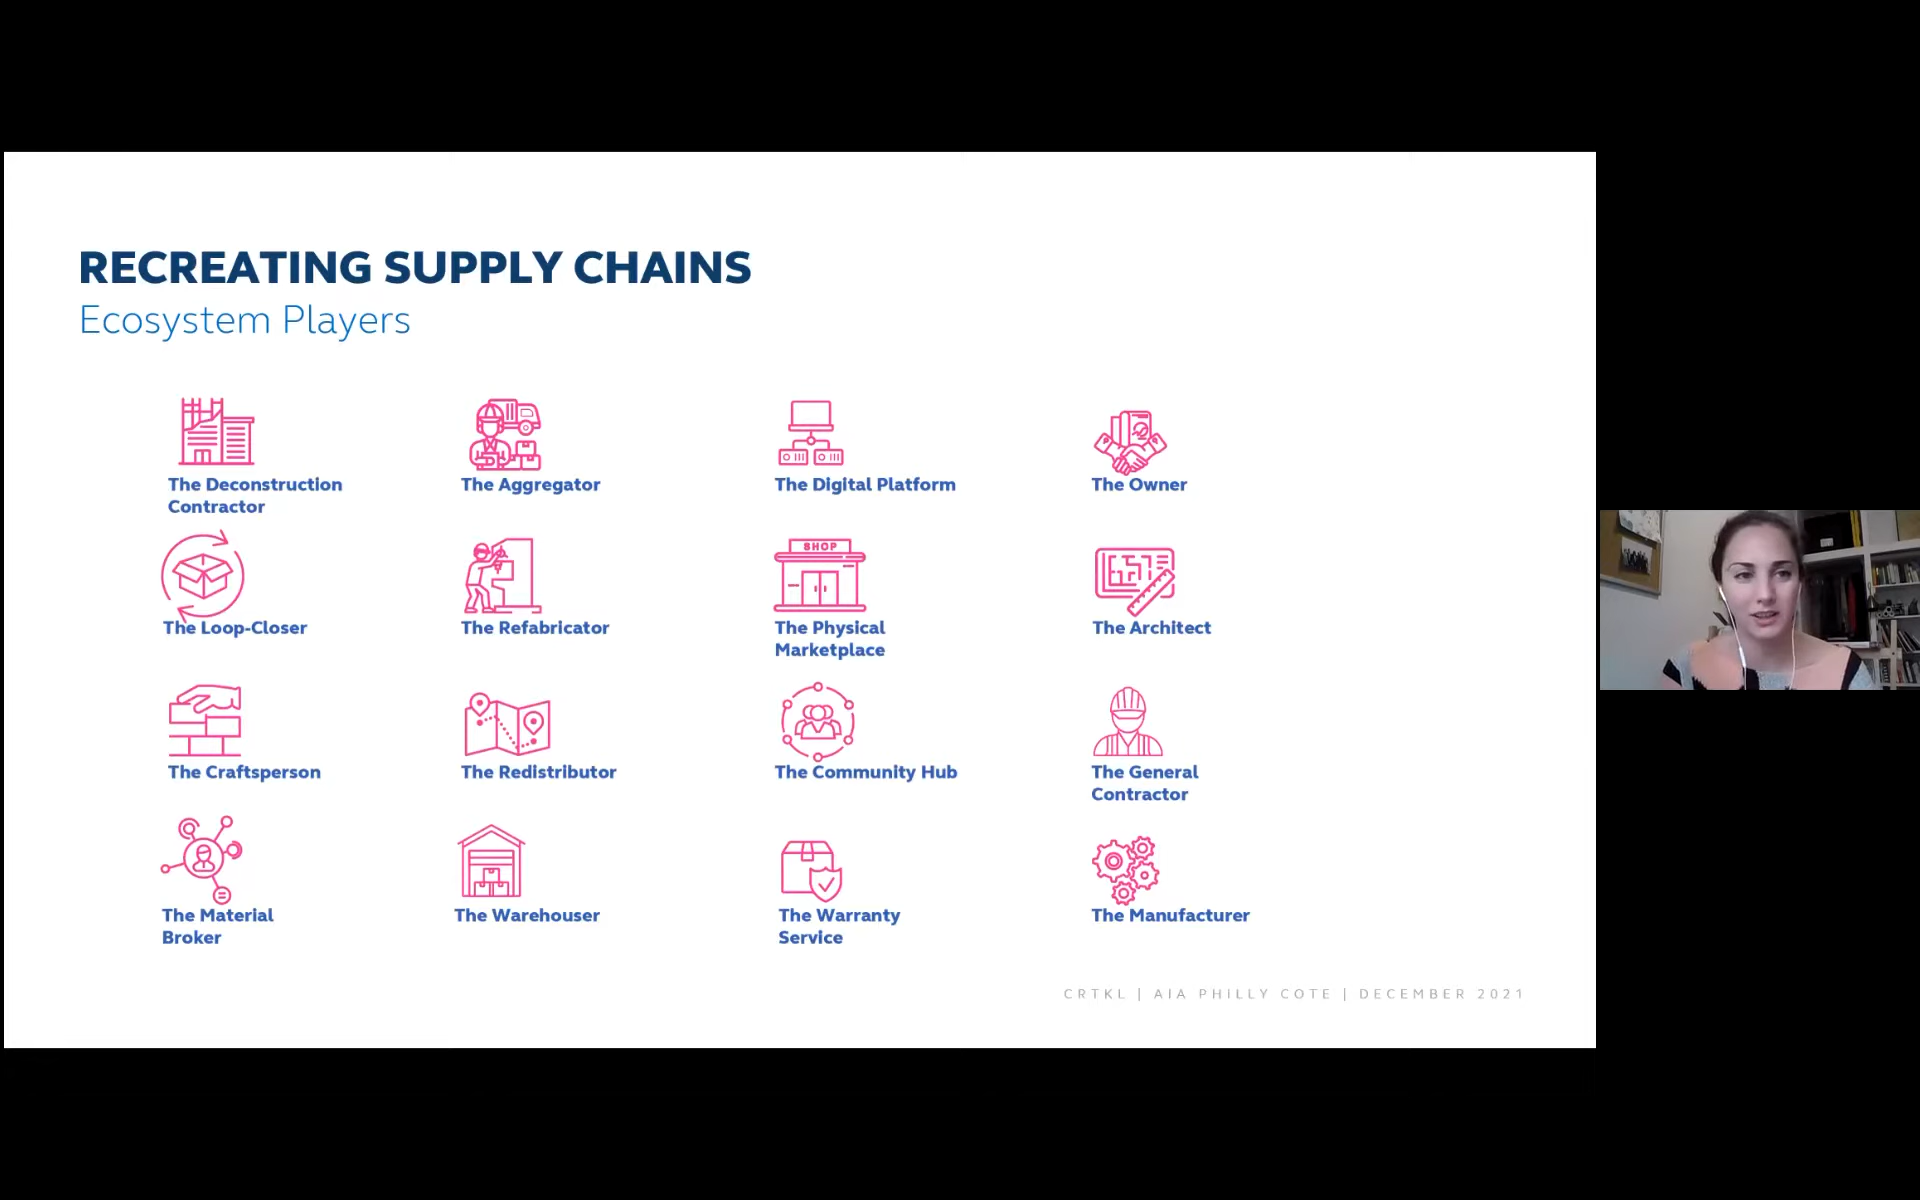 RECREATING SUPPLY CHAINS
Ecosystem Players
The Deconstruction
Contractor
The Aggregator
The Digital Platform
The Owner
The Loop-Closer
The Refabricator
SHOP
The Physical
Marketplace
The Architect
The Craftsperson
The Redistributor
The Community Hub
The General
Contractor
The Material
Broker
The Warehouser
The Warranty
Service
The Manufacturer
CRTKL | AIA PHILLY COTE | DECEMBER 2021